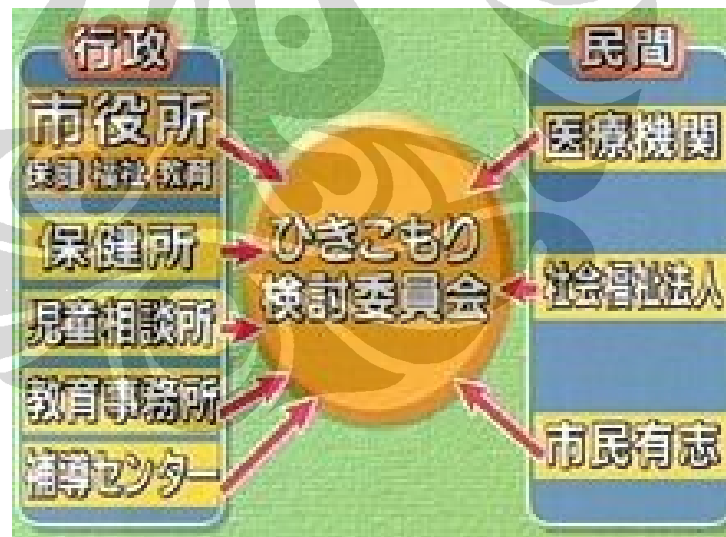 行政
市役所
保健 福祉 教育
保健所
児童相談所
教育事務所
補導センター
ひきこもり
検討委員会
民間
医療機関
社会福祉法人
市民有志